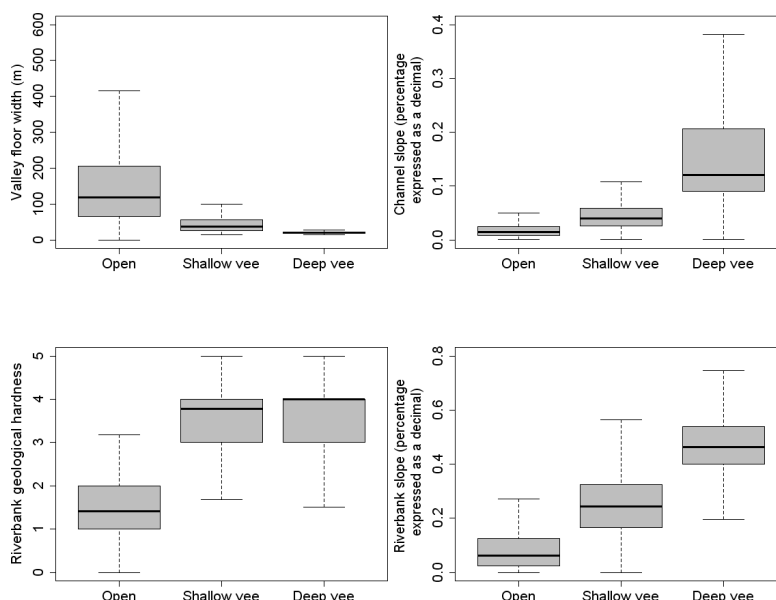 Valley floor width (m)
600
500
400
300
200
100
0
Open Shallow vee Deep vee
Channel slope (percentage
expressed as a decimal)
0.4
0.3
0.2
0.1
0.0
Open Shallow vee Deep vee
Riverbank geological hardness
5
4
3
2
1
0
Open Shallow vee Deep vee
Riverbank slope (percentage
expressed as a decimal)
0.8
0.6
0.4
0.2
0.0
Open Shallow vee Deep vee